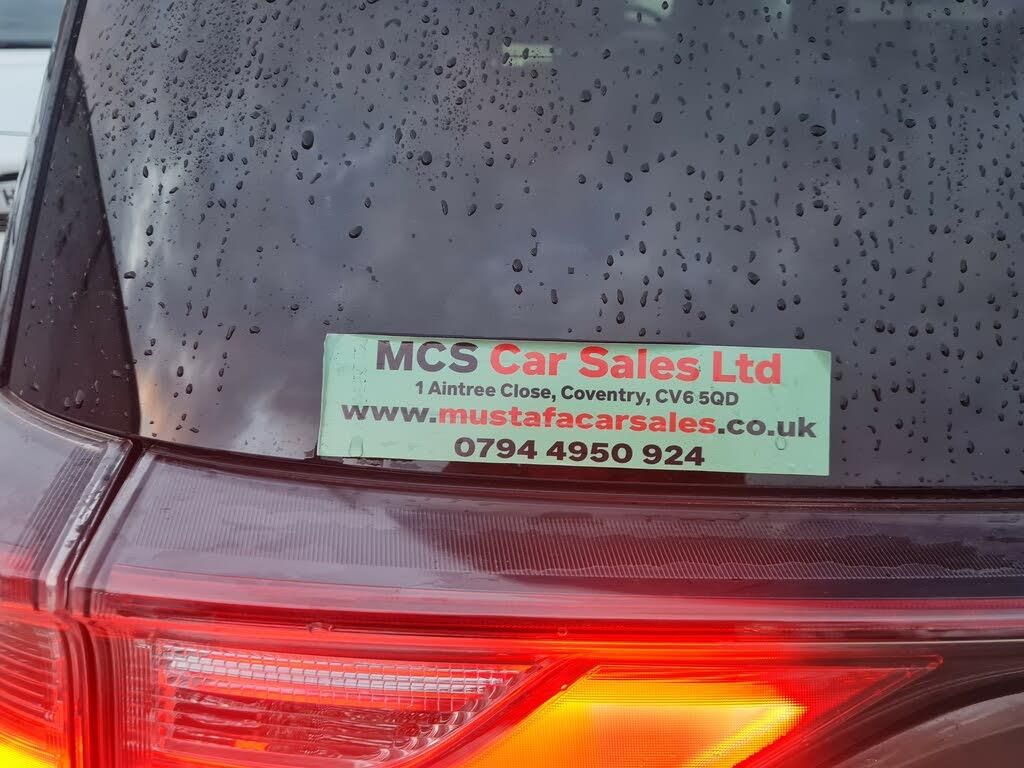 MCS Car Sales Ltd
1 Aintree Close, Coventry, CV6 5QD
www.mustafacarsales.co.uk
0794 4950 924